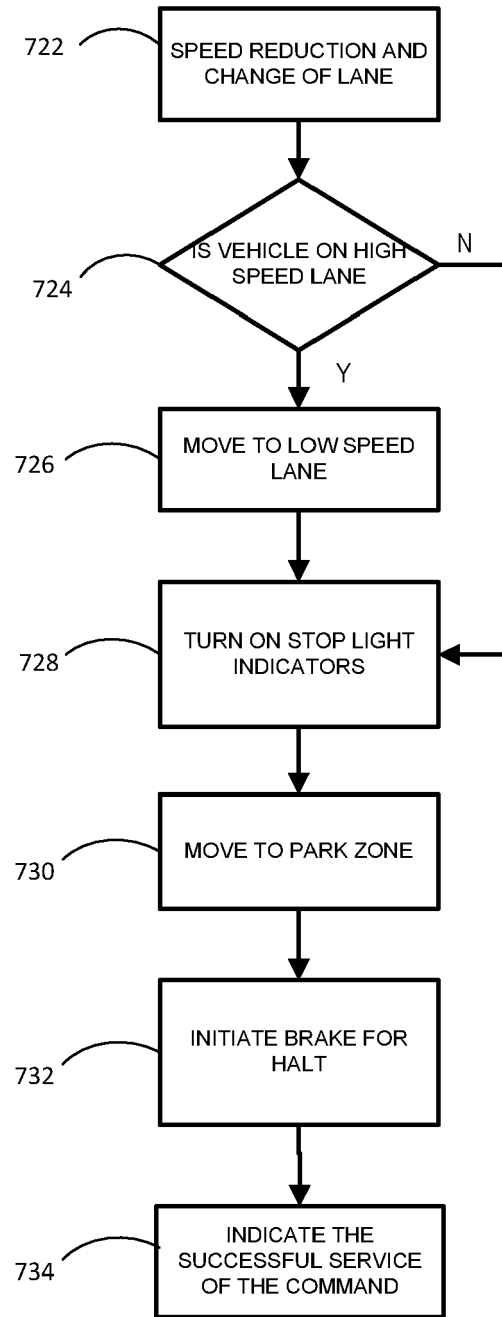 722
SPEED REDUCTION AND
CHANGE OF LANE
724
IS VEHICLE ON HIGH
SPEED LANE
N
Y
726
MOVE TO LOW SPEED
LANE
728
TURN ON STOP LIGHT
INDICATORS
730
MOVE TO PARK ZONE
732
INITIATE BRAKE FOR
HALT
734
INDICATE THE
SUCCESSFUL SERVICE
OF THE COMMAND